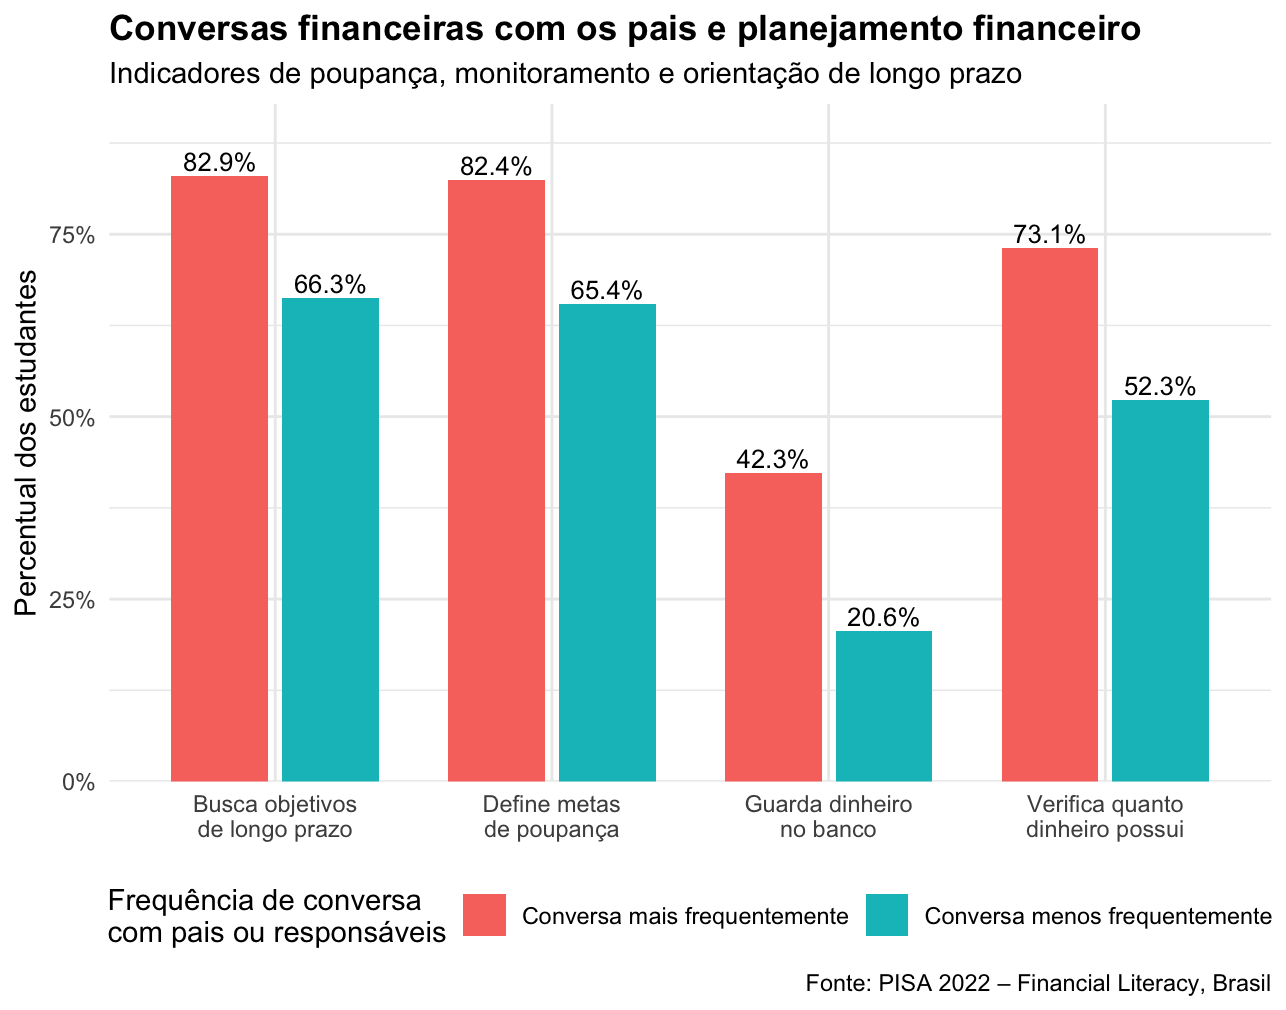 Conversas financeiras com os pais e planejamento financeiro
Indicadores de poupança, monitoramento e orientação de longo prazo
Percentual dos estudantes
75%
50%
25%
0%
82.9%
66.3%
82.4%
65.4%
42.3%
20.6%
73.1%
52.3%
Busca objetivos
de longo prazo
Define metas
de poupança
Guarda dinheiro
no banco
Verifica quanto
dinheiro possui
Frequência de conversa
com pais ou responsáveis
Conversa mais frequentemente
Conversa menos frequentemente
Fonte: PISA 2022 – Financial Literacy, Brasil